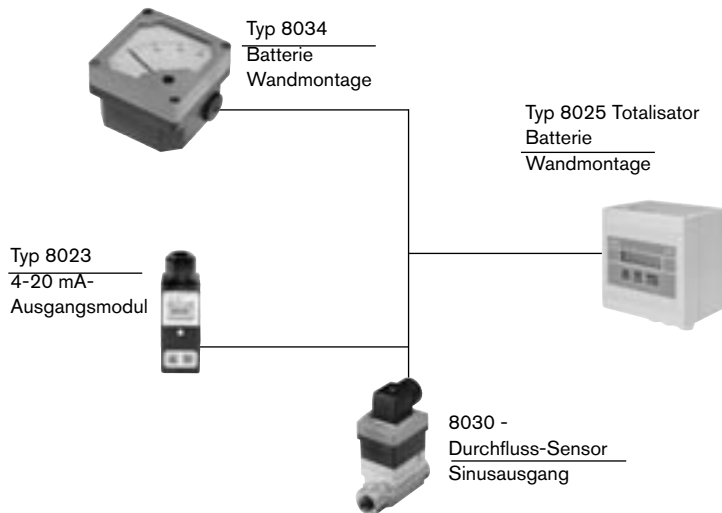 Typ 8034
Batterie
Wandmontage
Typ 8025 Totalisator
Batterie
Wandmontage
Typ 8023
4-20 mA-
Ausgangsmodul
8030 -
Durchfluss-Sensor
Sinusausgang